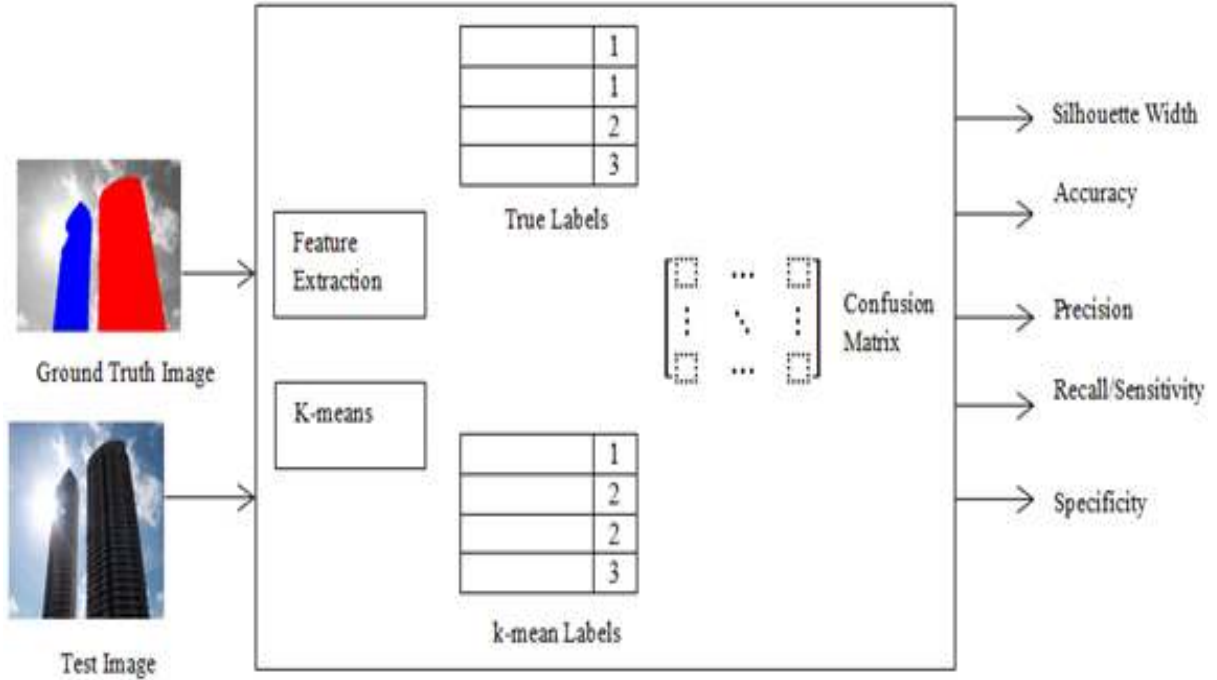 Ground Truth Image
Test Image
Feature
Extraction
K-means
1
1
2
3
True Labels
1
2
2
3
k-mean Labels
Confusion
Matrix
Silhouette Width
Accuracy
Precision
Recall/Sensitivity
Specificity